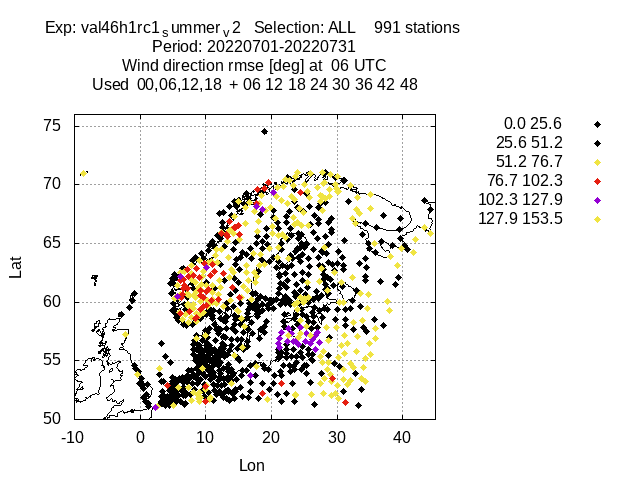 Exp: val46h1rc1 s ummer v 2 Selection: ALL 991 stations
Period: 20220701-20220731
Wind direction rmse [deg] at 06 UTC
Used 00,06,12,18 + 06 12 18 24 30 36 42 48
0.0 25.6
25.6 51.2
51.2 76.7
76.7 102.3
102.3 127.9
127.9 153.5
Lat
75
70
65
60
55
50
-10 0 10 20 30 40
Lon